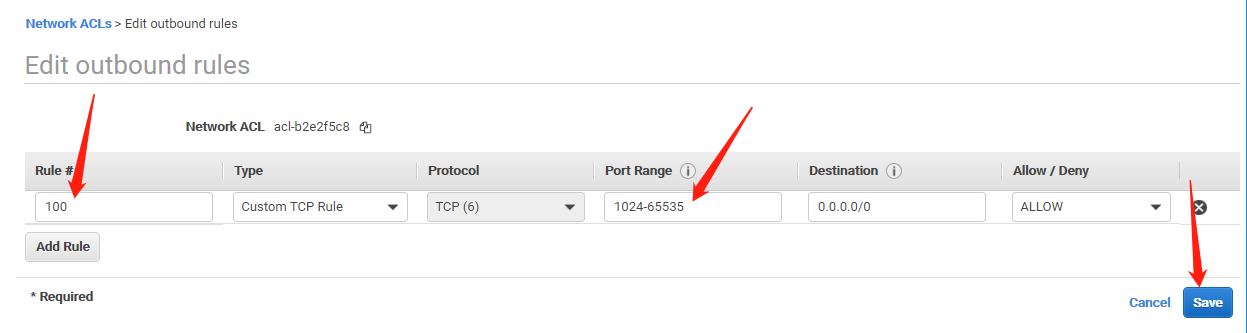 Network ACLs > Edit outbound rules
Edit outbound rules
Network ACL acl-b2e2f5c8
Rule # Type Protocol Port Range i Destination i Allow / Deny
100 Custom TCP Rule TCP (6) 1024-65535 0.0.0.0/0 ALLOW
Add Rule
* Required
Cancel Save